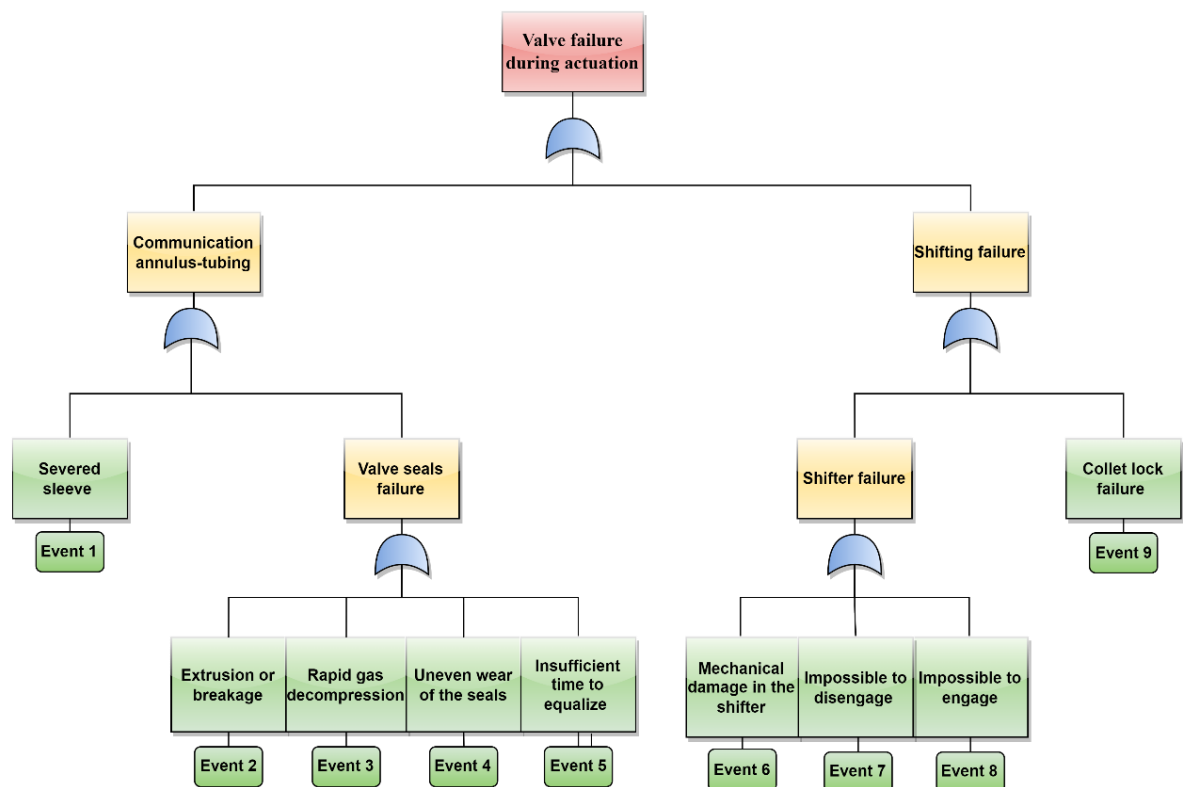 Valve failure
during actuation
Communication
annulus-tubing
Shifting failure
Severed
sleeve
Valve seals
failure
Shifter failure
Collet lock
failure
Event 1
Event 9
Extrusion or
breakage
Rapid gas
decompression
Uneven wear
of the seals
Insufficient
time to
equalize
Mechanical
damage in the
shifter
Impossible to
disengage
Impossible to
engage
Event 2
Event 3
Event 4
Event 5
Event 6
Event 7
Event 8